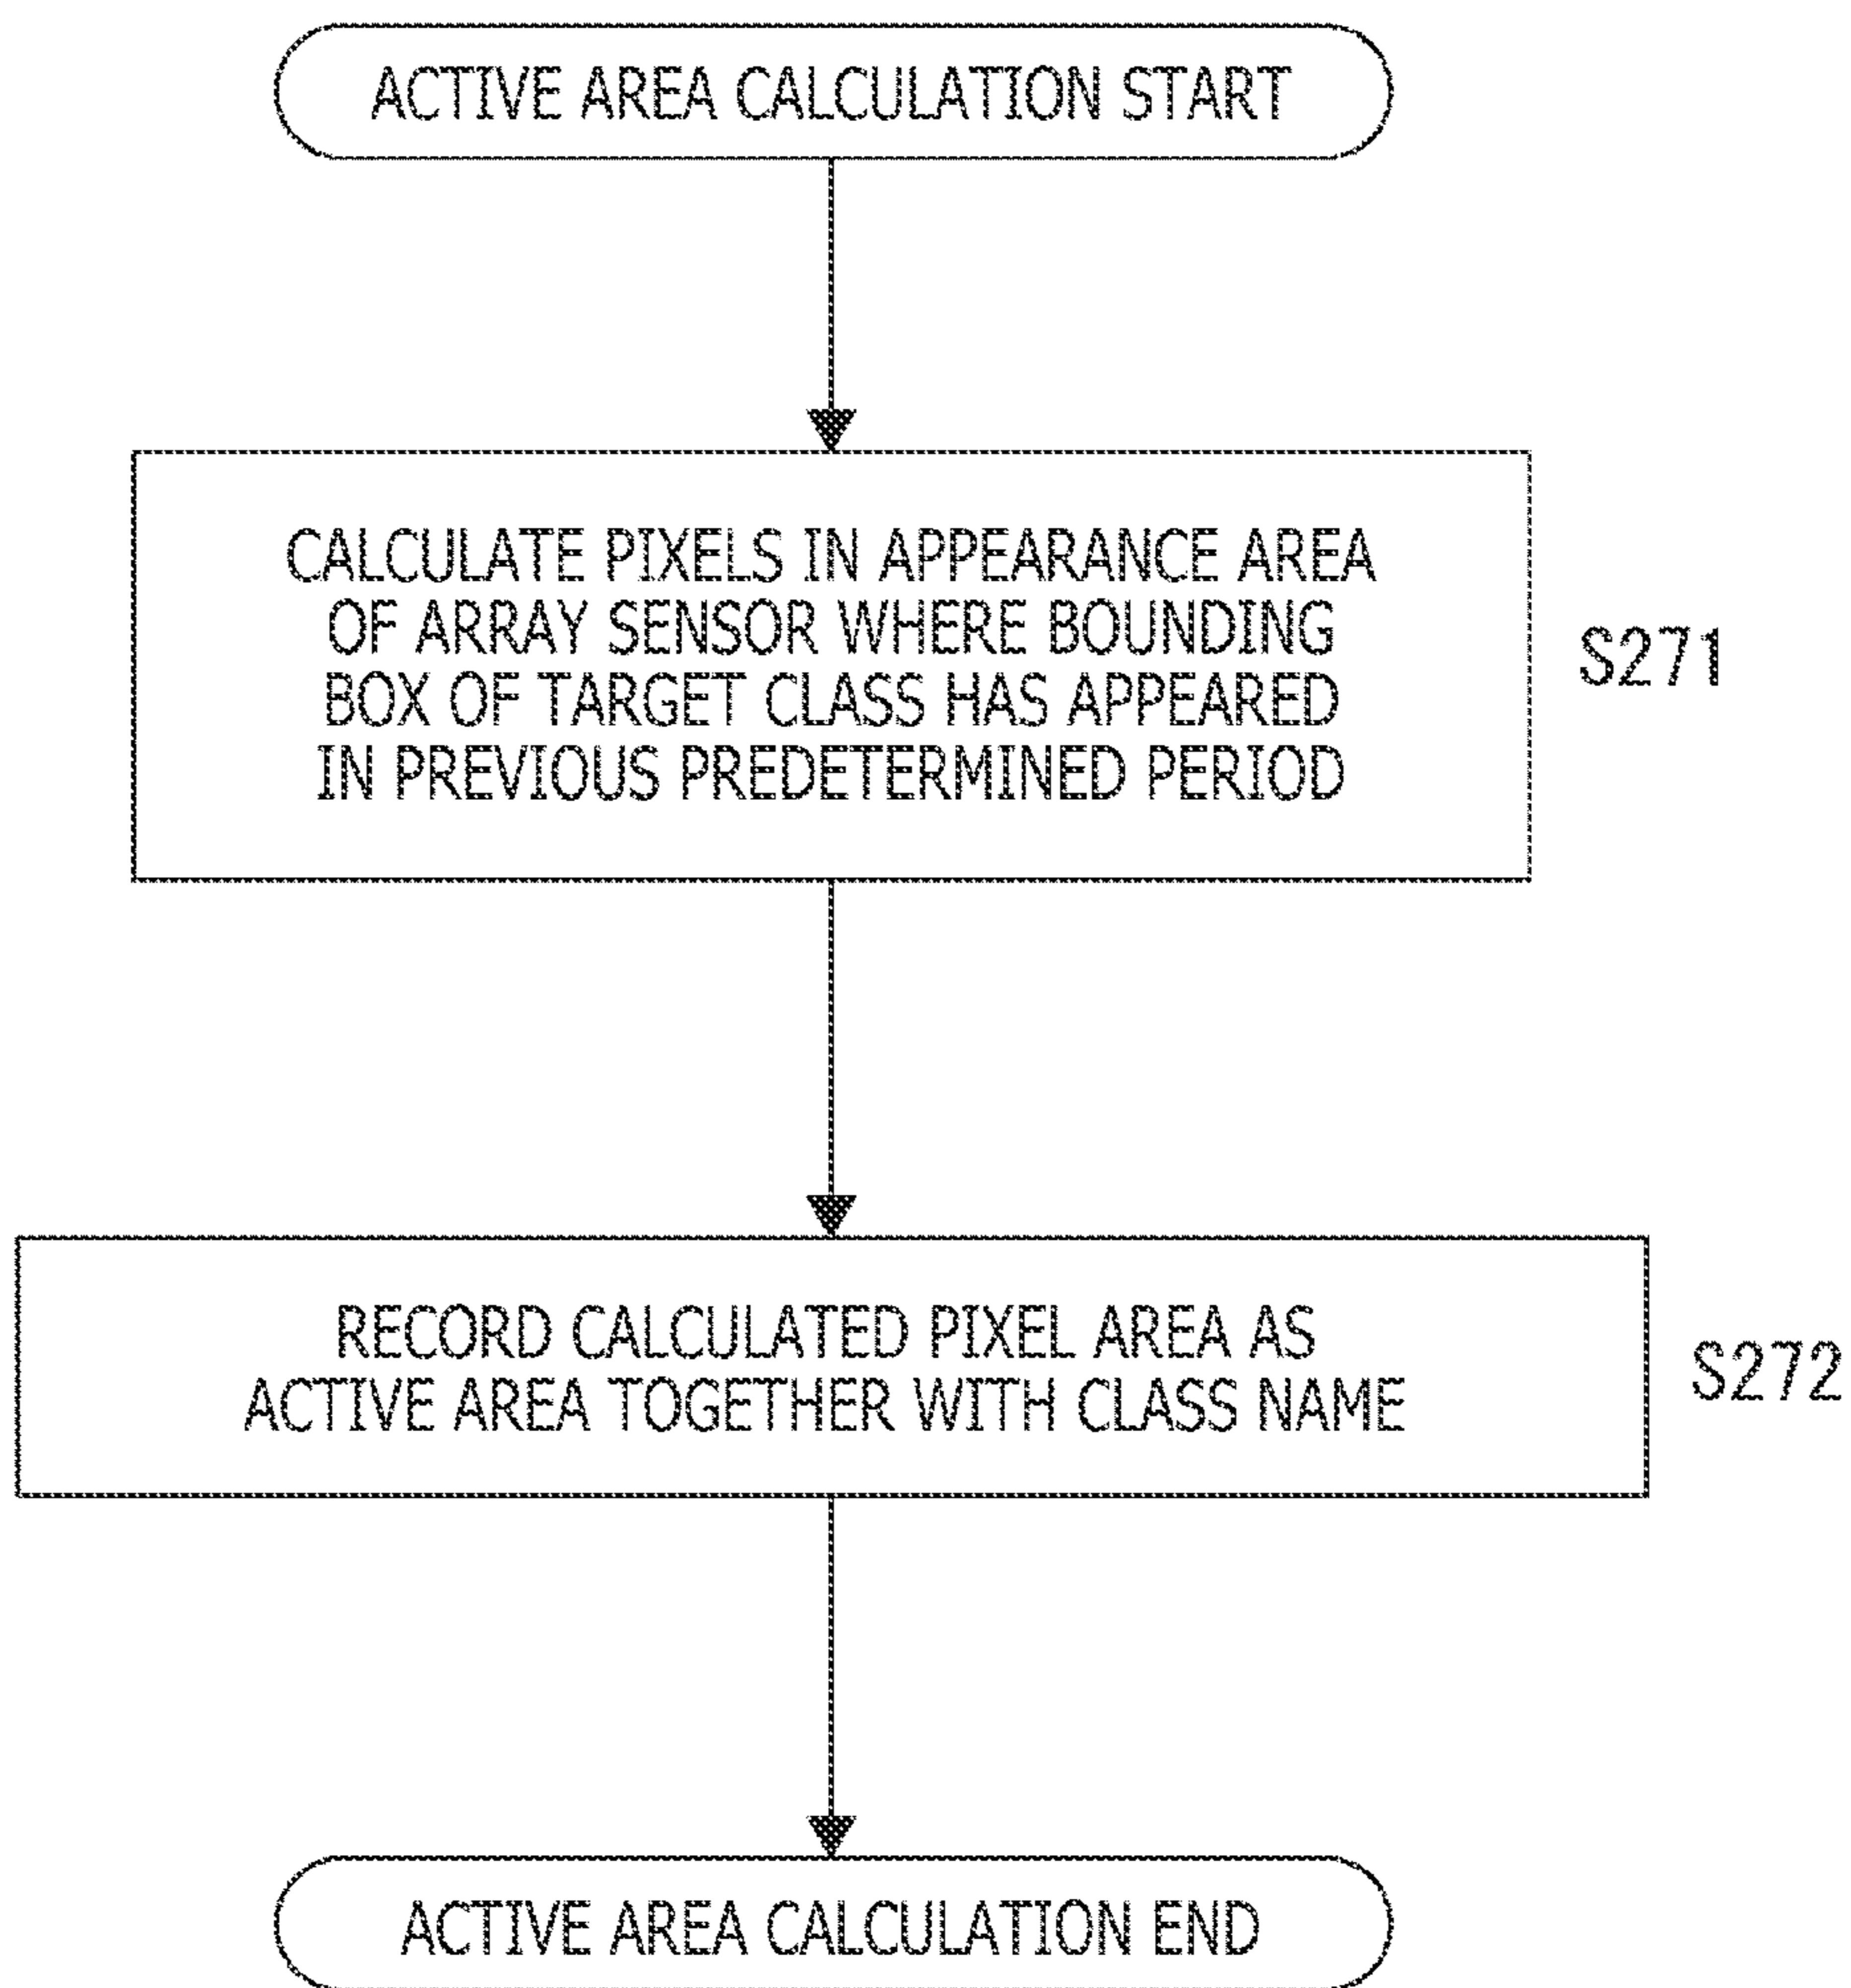 ACTIVE AREA CALCULATION START
CALCULATE PIXELS IN APPEARANCE AREA
OF ARRAY SENSOR WHERE BOUNDING
BOX OF TARGET CLASS HAS APPEARED
IN PREVIOUS PREDETERMINED PERIOD
S271
RECORD CALCULATED PIXEL AREA AS
ACTIVE AREA TOGETHER WITH CLASS NAME
S272
ACTIVE AREA CALCULATION END